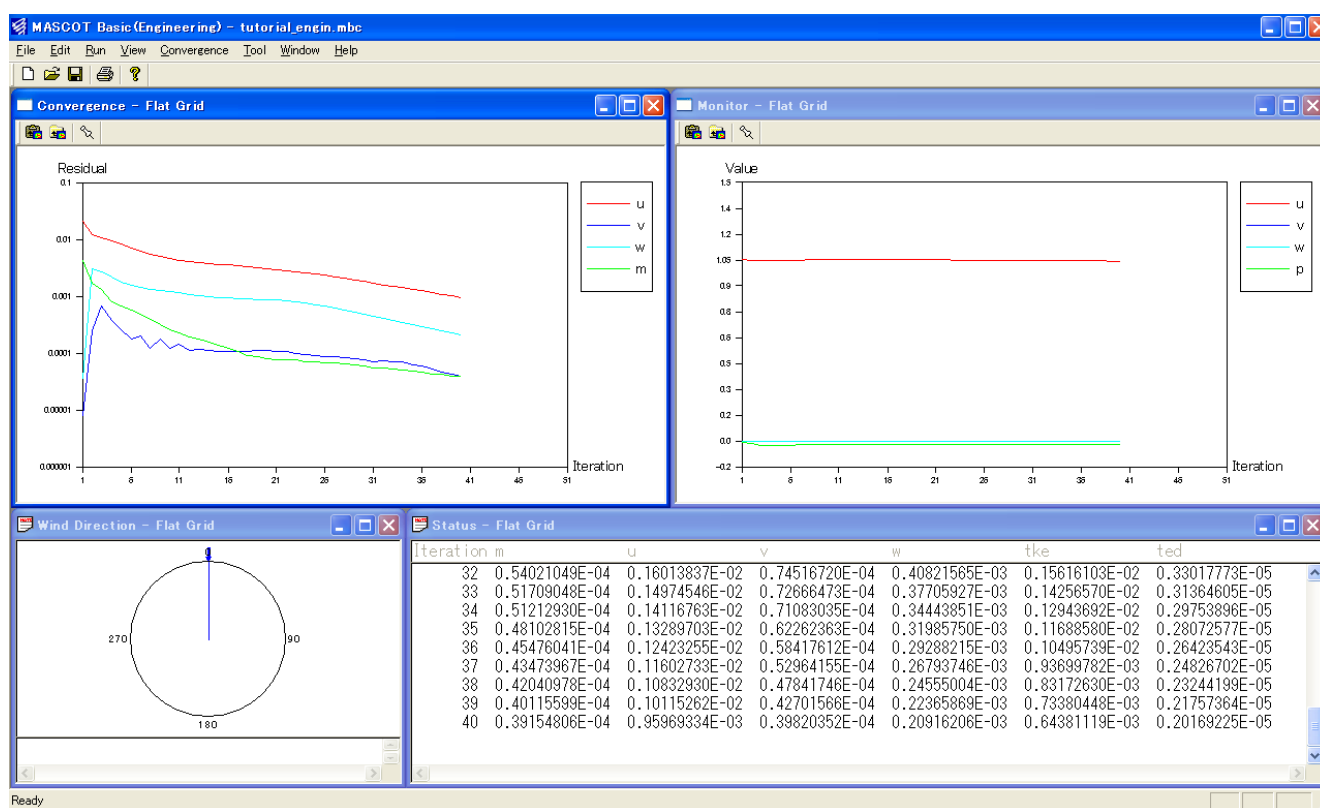 MASCOT Basic(Engineering) - tutorial_engin.mbc
File Edit Run View Convergence Tool Window Help
Convergence - Flat Grid
Residual
0.1
0.01
0.001
0.0001
0.00001
0.000001
1 6 11 16 21 26 31 36 41 46 51
Iteration
u
v
w
m
Monitor - Flat Grid
Value
1.5
1.4
1.2
1.05
0.9
0.8
0.6
0.5
0.3
0.2
0.0
-0.2
1 6 11 16 21 26 31 36 41 46 51
Iteration
u
v
w
p
Wind Direction - Flat Grid
0
270
90
180
Status - Flat Grid
Iteration m u v w tke ted
32 0.54021049E-04 0.16013837E-02 0.74516720E-04 0.40821565E-03 0.15616103E-02 0.33017773E-05
33 0.51709048E-04 0.14974546E-02 0.72666473E-04 0.37705927E-03 0.14256570E-02 0.31364605E-05
34 0.51212930E-04 0.14116763E-02 0.71083035E-04 0.34443851E-03 0.12943692E-02 0.29753896E-05
35 0.48102815E-04 0.13289703E-02 0.62262363E-04 0.31985750E-03 0.11688580E-02 0.28072577E-05
36 0.45476041E-04 0.12423255E-02 0.58417612E-04 0.29288215E-03 0.10495739E-02 0.26423543E-05
37 0.43473967E-04 0.11602733E-02 0.52964155E-04 0.26793746E-03 0.93699782E-03 0.24826702E-05
38 0.42040978E-04 0.10832930E-02 0.47841746E-04 0.24555004E-03 0.83172630E-03 0.23244199E-05
39 0.40115599E-04 0.10115262E-02 0.42701566E-04 0.22365869E-03 0.73380448E-03 0.21757364E-05
40 0.39154806E-04 0.95969334E-03 0.39820352E-04 0.20916206E-03 0.64381119E-03 0.20169225E-05
Ready